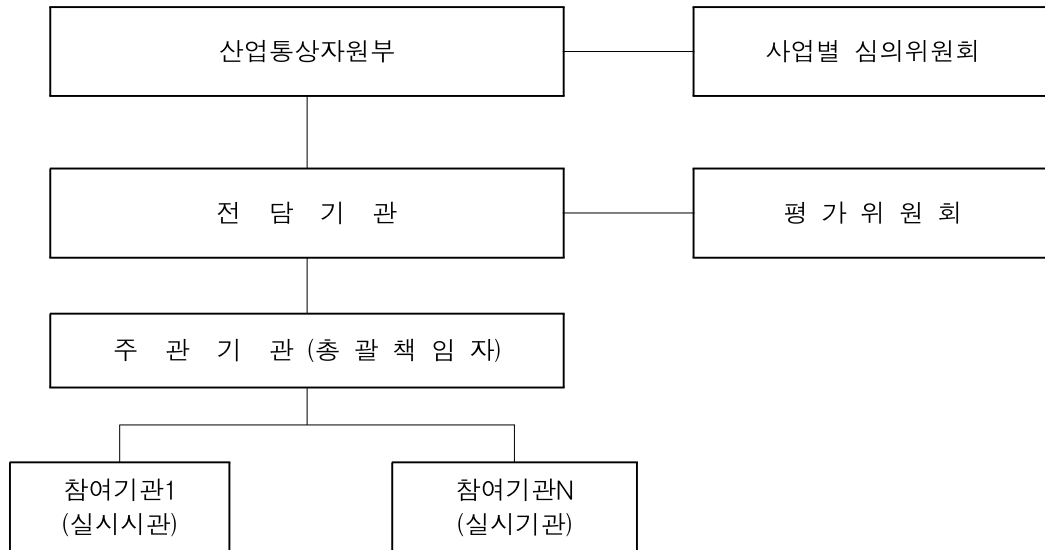 산업통상자원부
사업별 심의위원회
전 담 기 관
평 가 위 원 회
주 관 기 관 (총 괄 책 임 자)
참여기관1
(실시시관)
참여기관N
(실시기관)